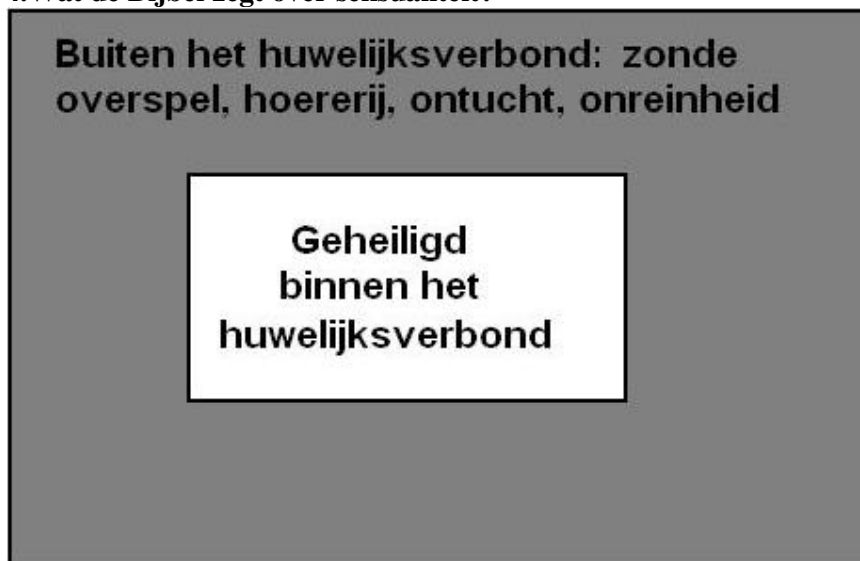 Buiten het huwelijksverbond: zonde
overspel, hoererij, ontucht, onreinheid
Geheiligd
binnen het
huwelijksverbond